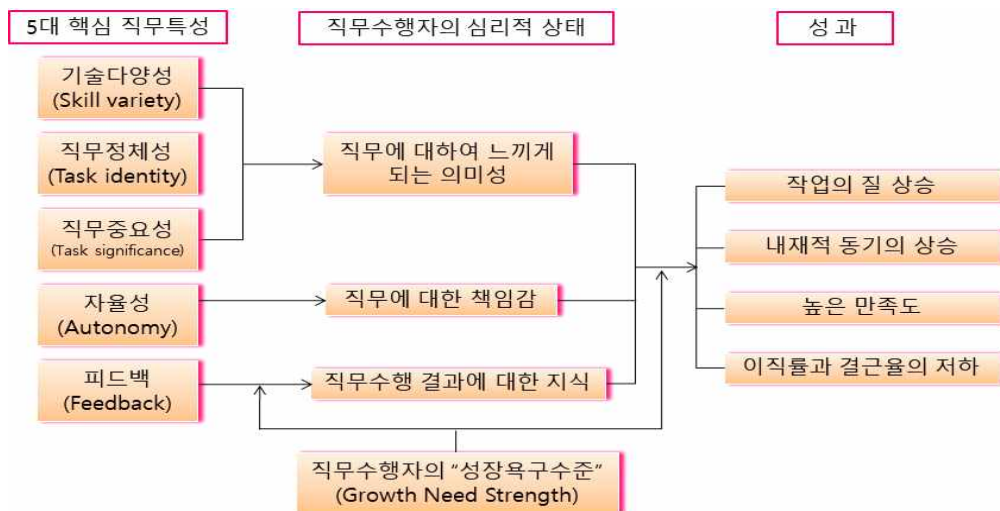 5대 핵심 직무특성
직무수행자의 심리적 상태
성 과
기술다양성
(Skill variety)
직무정체성
(Task identity)
직무중요성
(Task significance)
자율성
(Autonomy)
피드백
(Feedback)
직무에 대하여 느끼게
되는 의미성
직무에 대한 책임감
직무수행 결과에 대한 지식
작업의 질 상승
내재적 동기의 상승
높은 만족도
이직률과 결근율의 저하
직무수행자의 “성장욕구수준”
(Growth Need Strength)